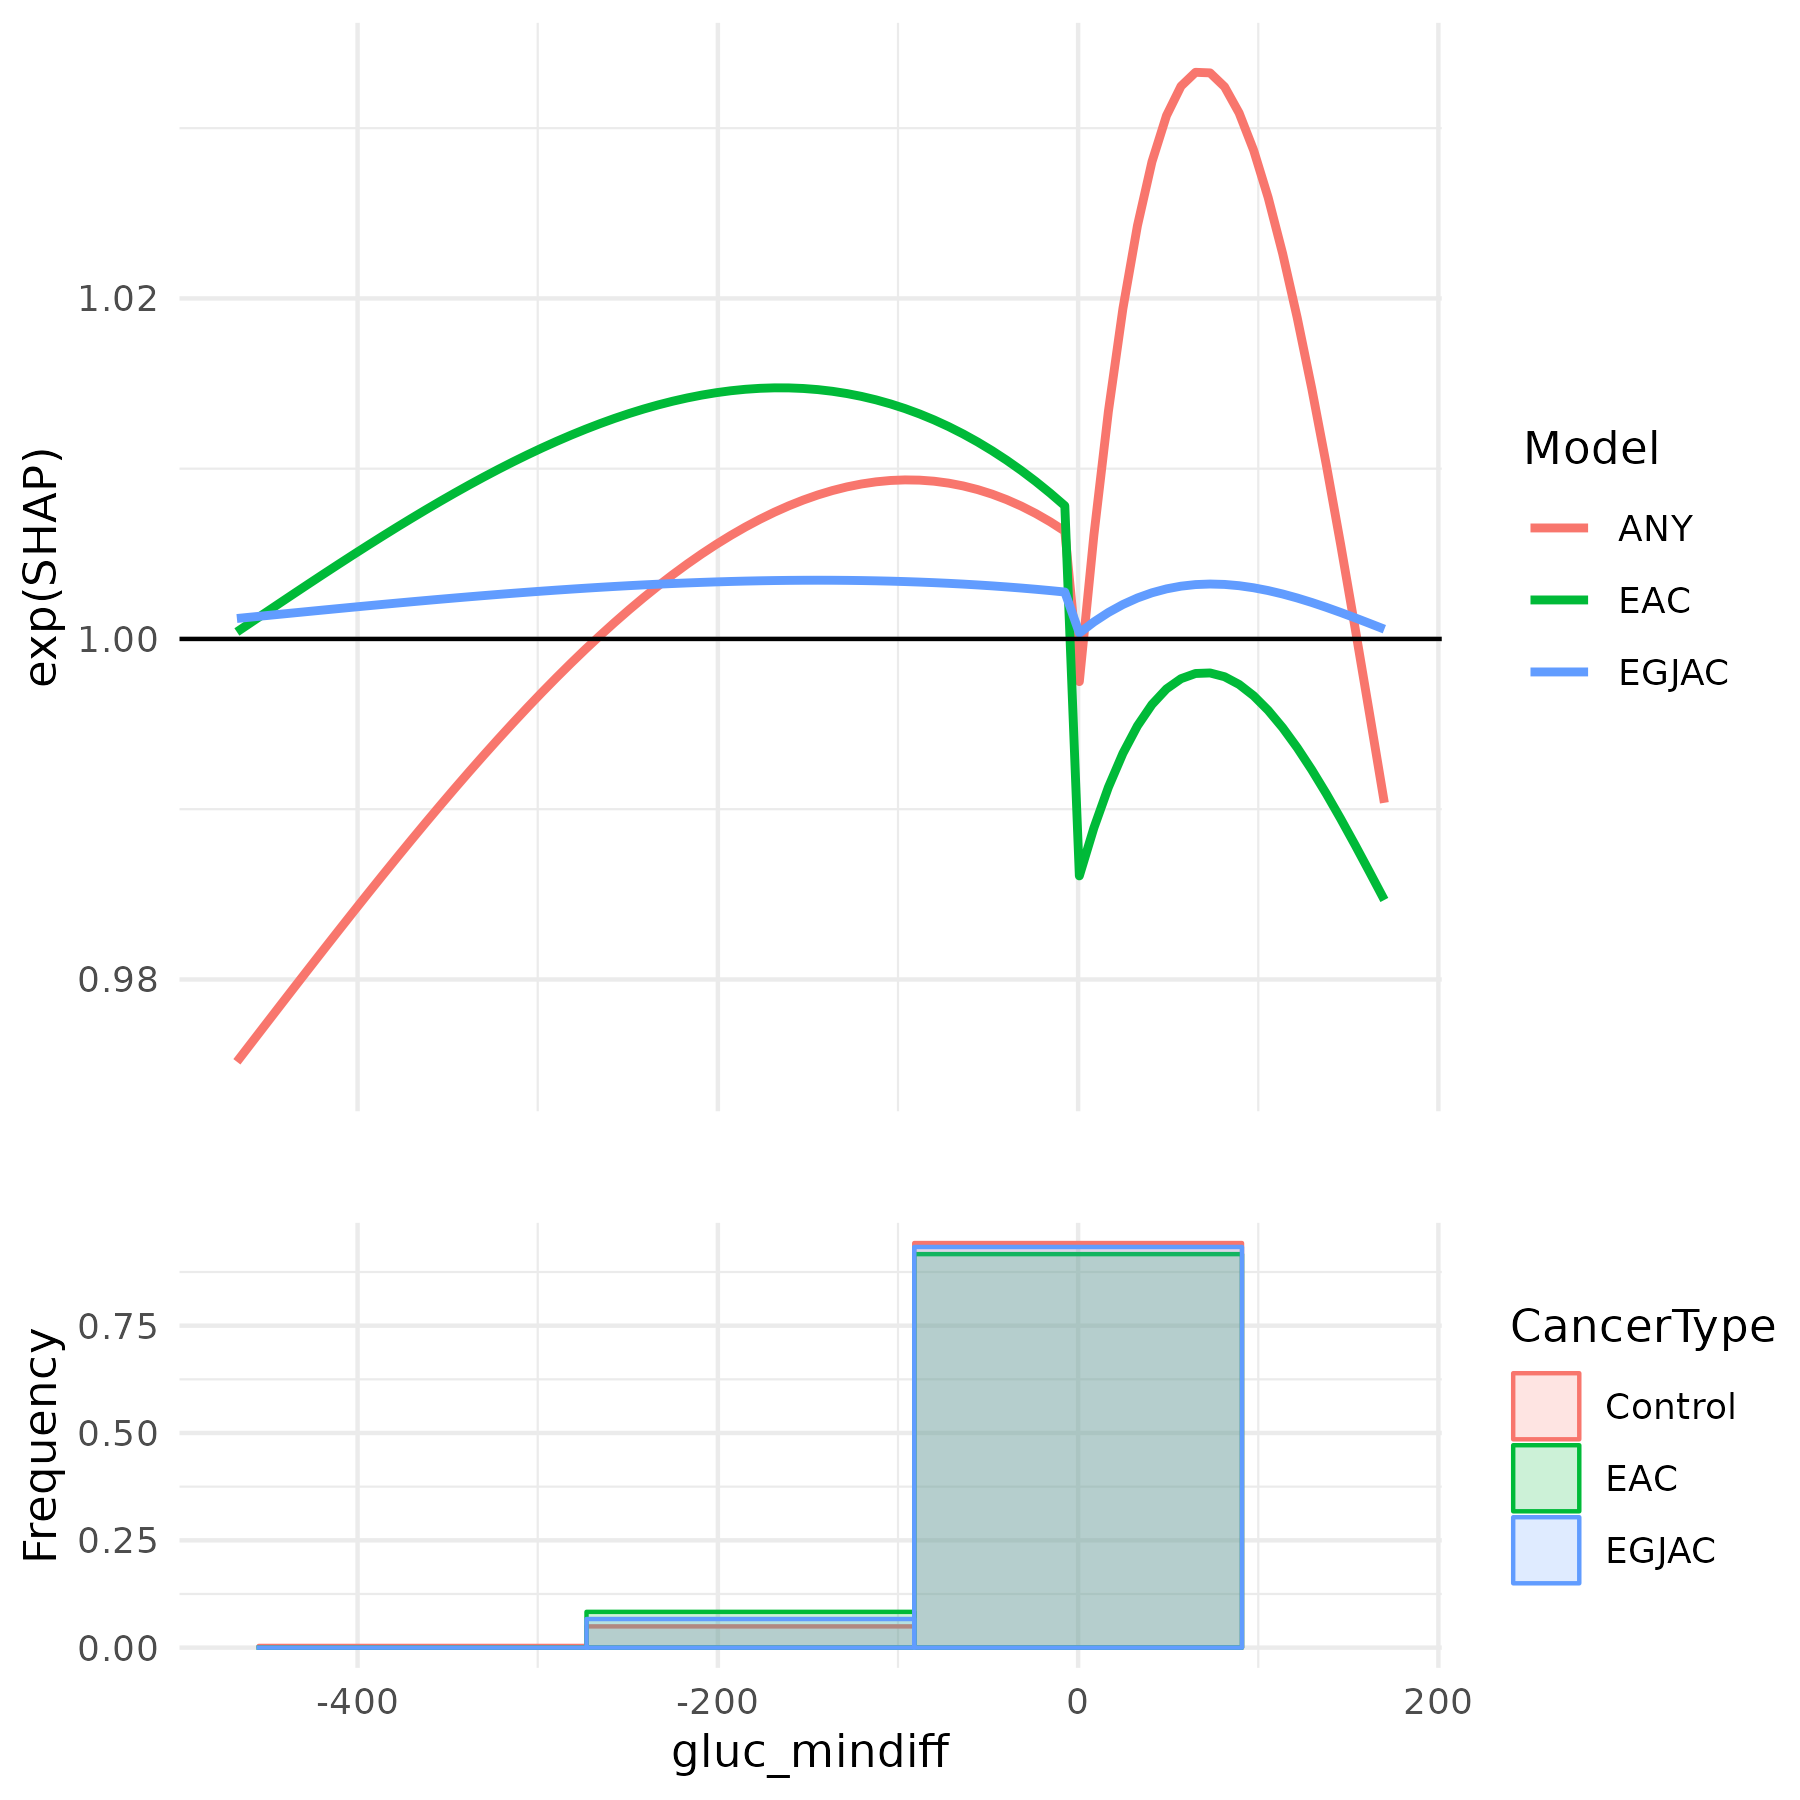 exp(SHAP)
1.02
1.00
0.98
Model
ANY
EAC
EGJAC
Frequency
0.75
0.50
0.25
0.00
-400
-200
0
200
gluc_mindiff
CancerType
Control
EAC
EGJAC